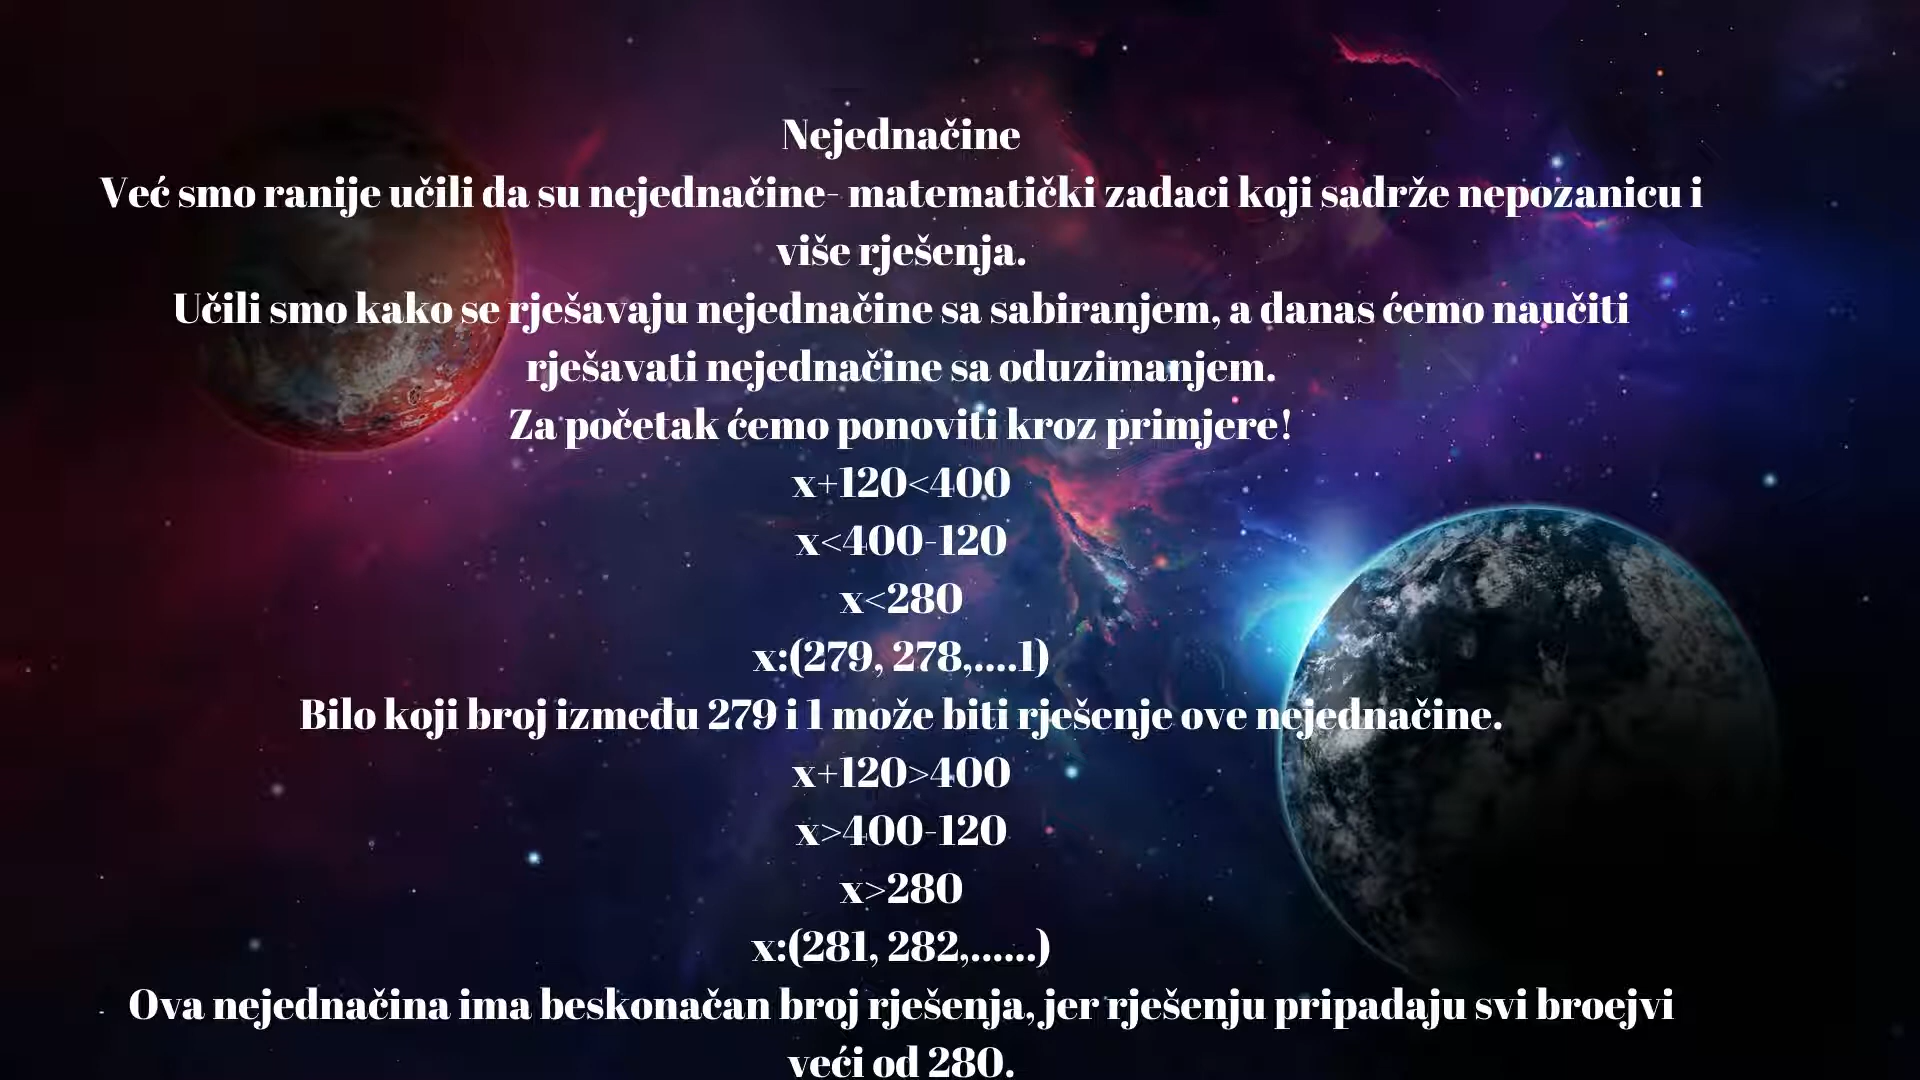 Nejednačine
Već smo ranije učili da su nejednačine- matematički zadaci koji sadrže nepozanicu i
više rješenja.
Učili smo kako se rješavaju nejednačine sa sabiranjem, a danas ćemo naučiti
rješavati nejednačine sa oduzimanjem.
Za početak ćemo ponoviti kroz primjere!
x+120<400
x<400-120
x<280
x:(279, 278,....1)
Bilo koji broj između 279 i 1 može biti rješenje ove nejednačine.
x+120>400
x>400-120
x>280
x:(281, 282,......)
Ova nejednačina ima beskonačan broj rješenja, jer rješenju pripadaju svi broejvi
veći od 280.